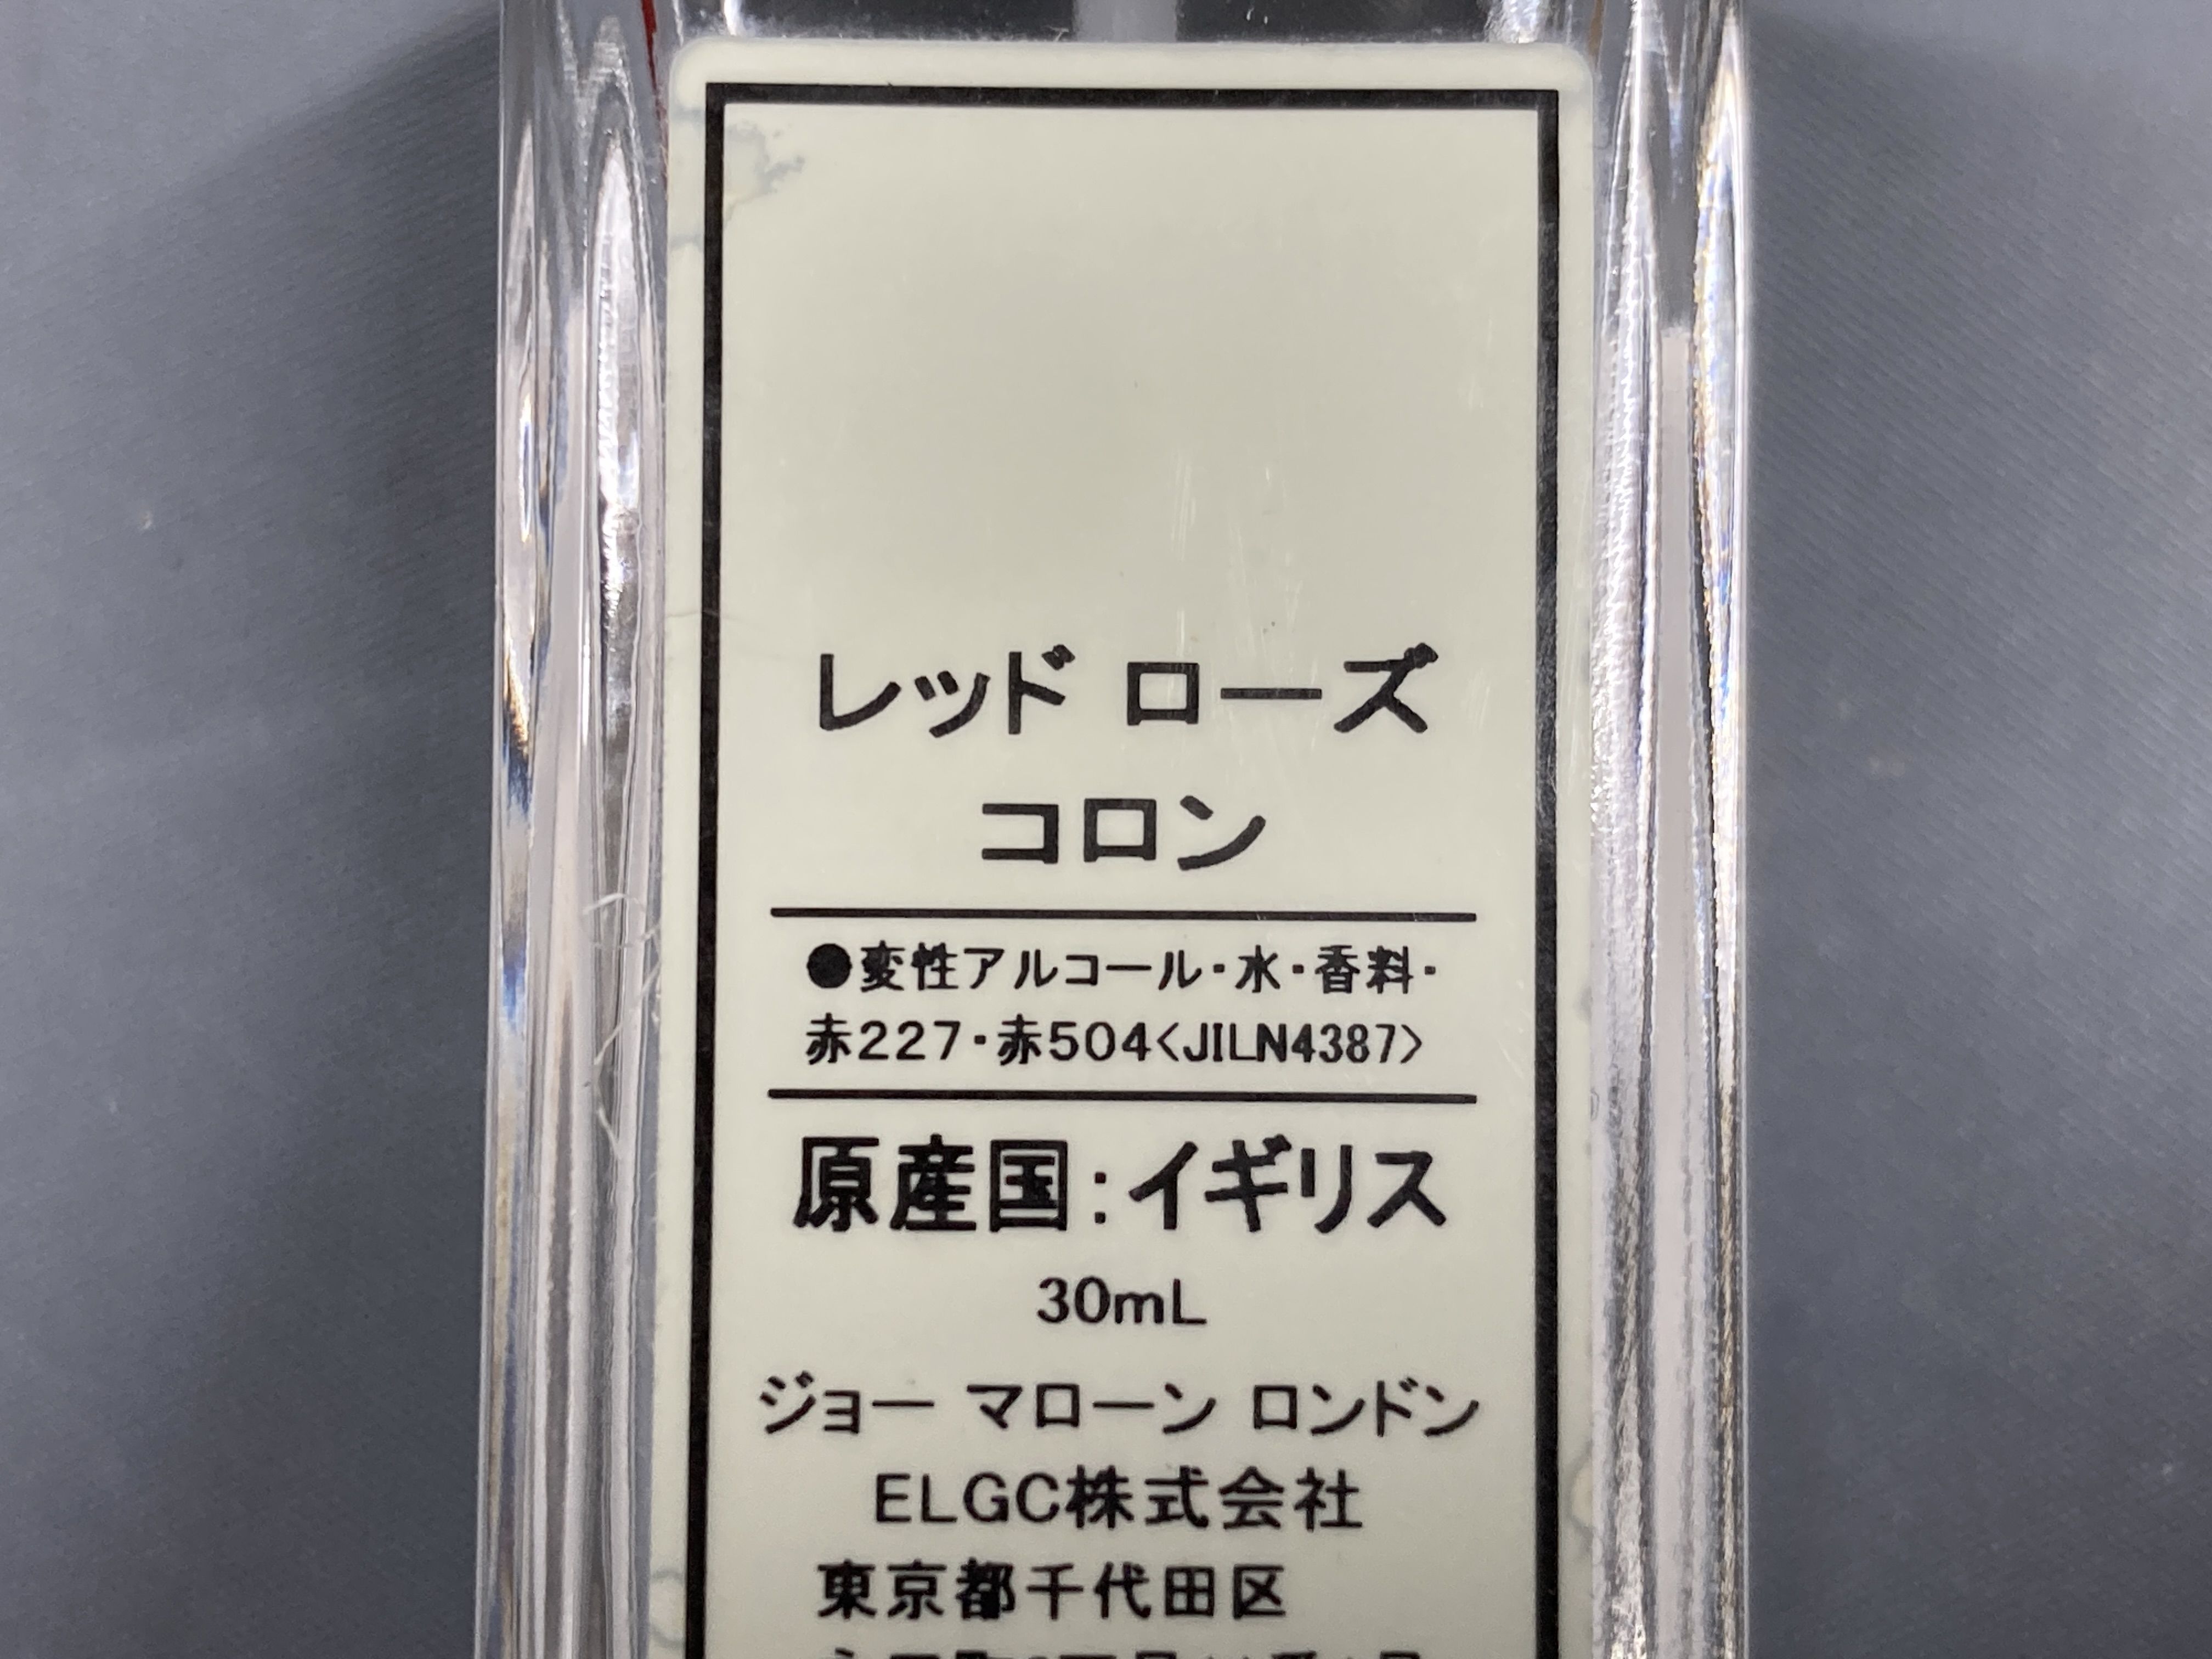 レッド ローズ
コロン
●変性アルコール・水・香料・
赤227・赤504<JILN4387>
原産国:イギリス
30mL
ジョー マローン ロンドン
ELGC株式会社
東京都千代田区